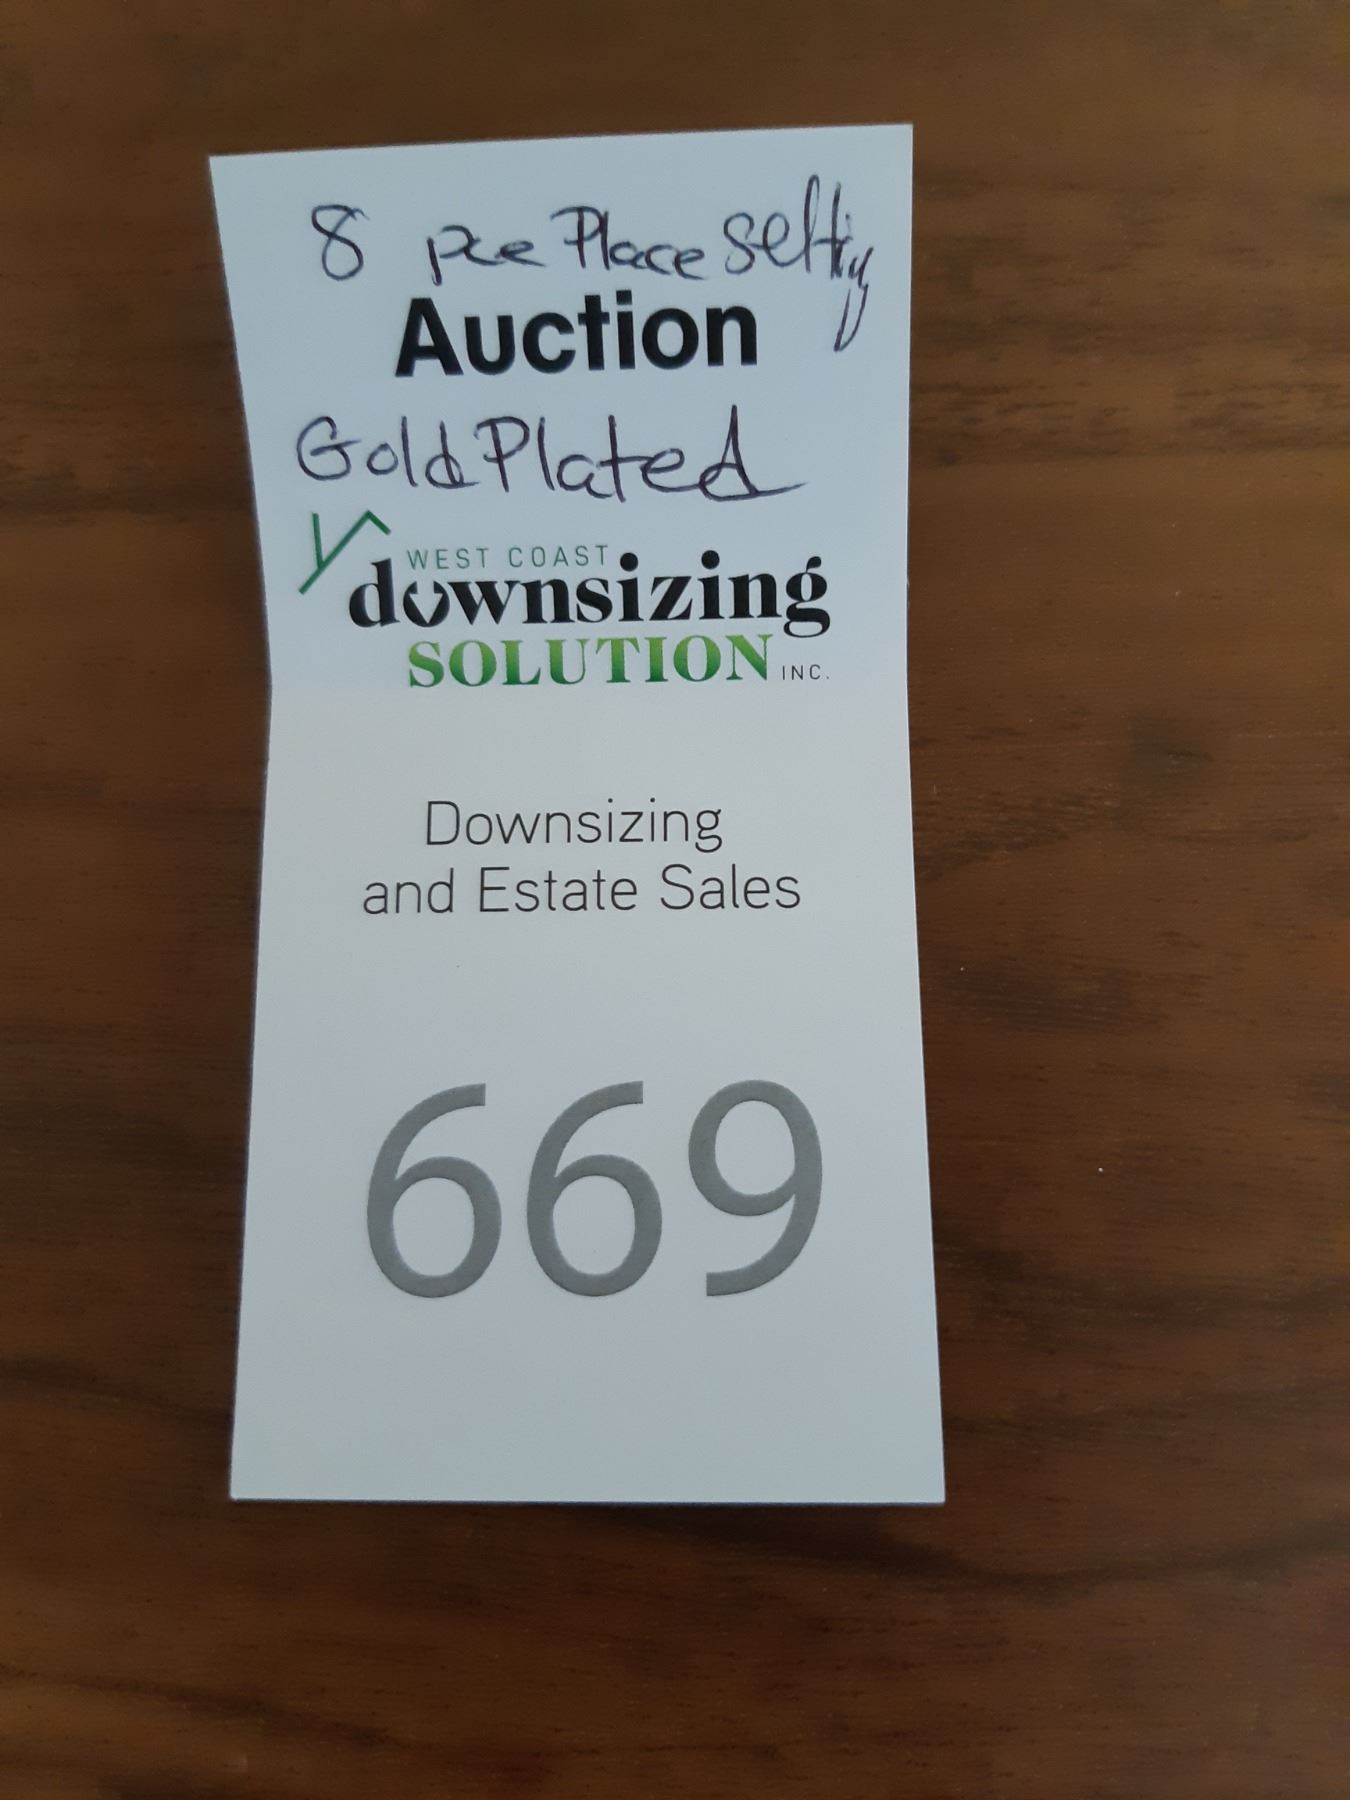 8 pce Place Setting
Auction
Gold Plated
WEST COAST
downsizing
SOLUTION INC.
Downsizing
and Estate Sales
669